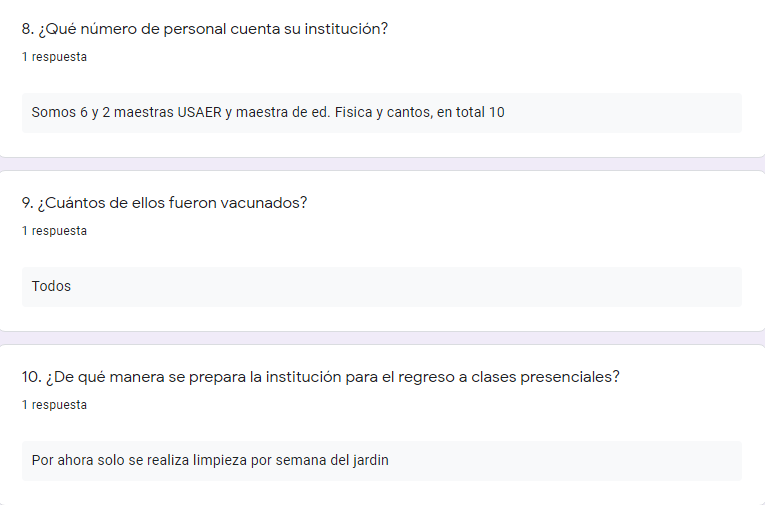 8. ¿Qué número de personal cuenta su institución?
1 respuesta
Somos 6 y 2 maestras USAER y maestra de ed. Fisica y cantos, en total 10
9. ¿Cuántos de ellos fueron vacunados?
1 respuesta
Todos
10. ¿De qué manera se prepara la institución para el regreso a clases presenciales?
1 respuesta
Por ahora solo se realiza limpieza por semana del jardin